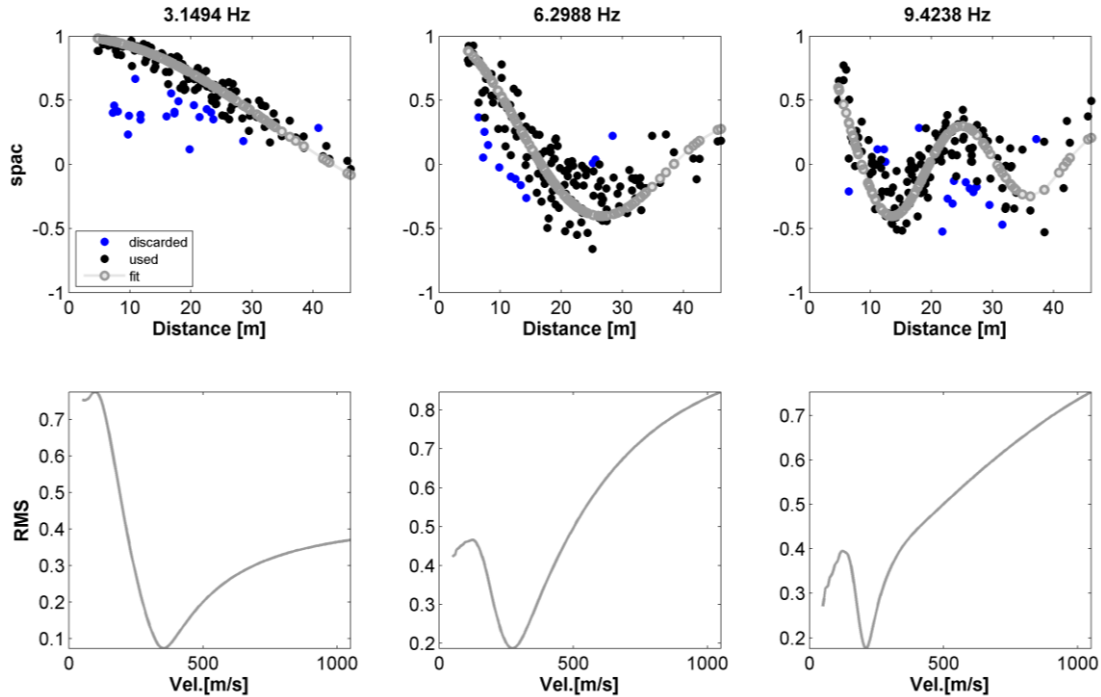 3.1494 Hz 6.2988 Hz 9.4238 Hz
1 1 1
0.5 0.5 0.5
spac
0 0 0
-0.5 -0.5 -0.5
discarded
used
fit
-1 -1 -1
0 10 20 30 40 0 10 20 30 40 0 10 20 30 40
Distance [m] Distance [m] Distance [m]
0.7 0.6 0.5 0.4 0.3 0.2 0.1
0.8 0.7 0.6 0.5 0.4 0.3 0.2
0.7 0.6 0.5 0.4 0.3 0.2
RMS
0 500 1000 0 500 1000 0 500 1000
Vel.[m/s] Vel.[m/s] Vel.[m/s]